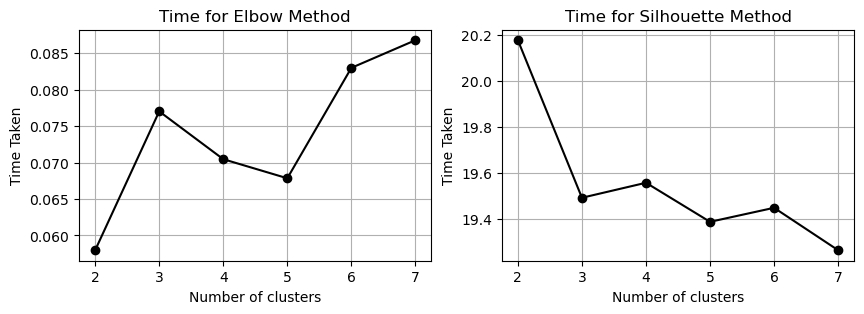 Time for Elbow Method
Time Taken
0.085
0.080
0.075
0.070
0.065
0.060
2 3 4 5 6 7
Number of clusters
Time for Silhouette Method
Time Taken
20.2
20.0
19.8
19.6
19.4
2 3 4 5 6 7
Number of clusters